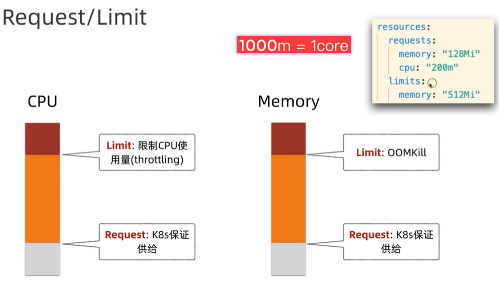 Request/Limit
1000m = 1core
resources:
requests:
memory: "128Mi"
cpu: "200m"
limits:
memory: "512Mi"
CPU
Memory
Limit: 限制CPU使
用量(throttling)
Limit: OOMKill
Request: K8s保证
供给
Request: K8s保证
供给